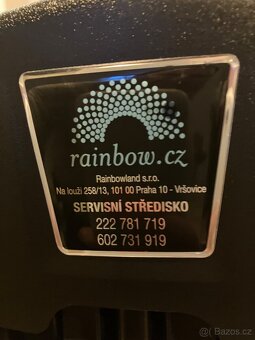 rainbow.cz
Rainbowland s.r.o.
Na louži 258/13, 101 00 Praha 10 - Vršovice
SERVISNÍ STŘEDISKO
222 781 719
602 731 919
Bazos.cz